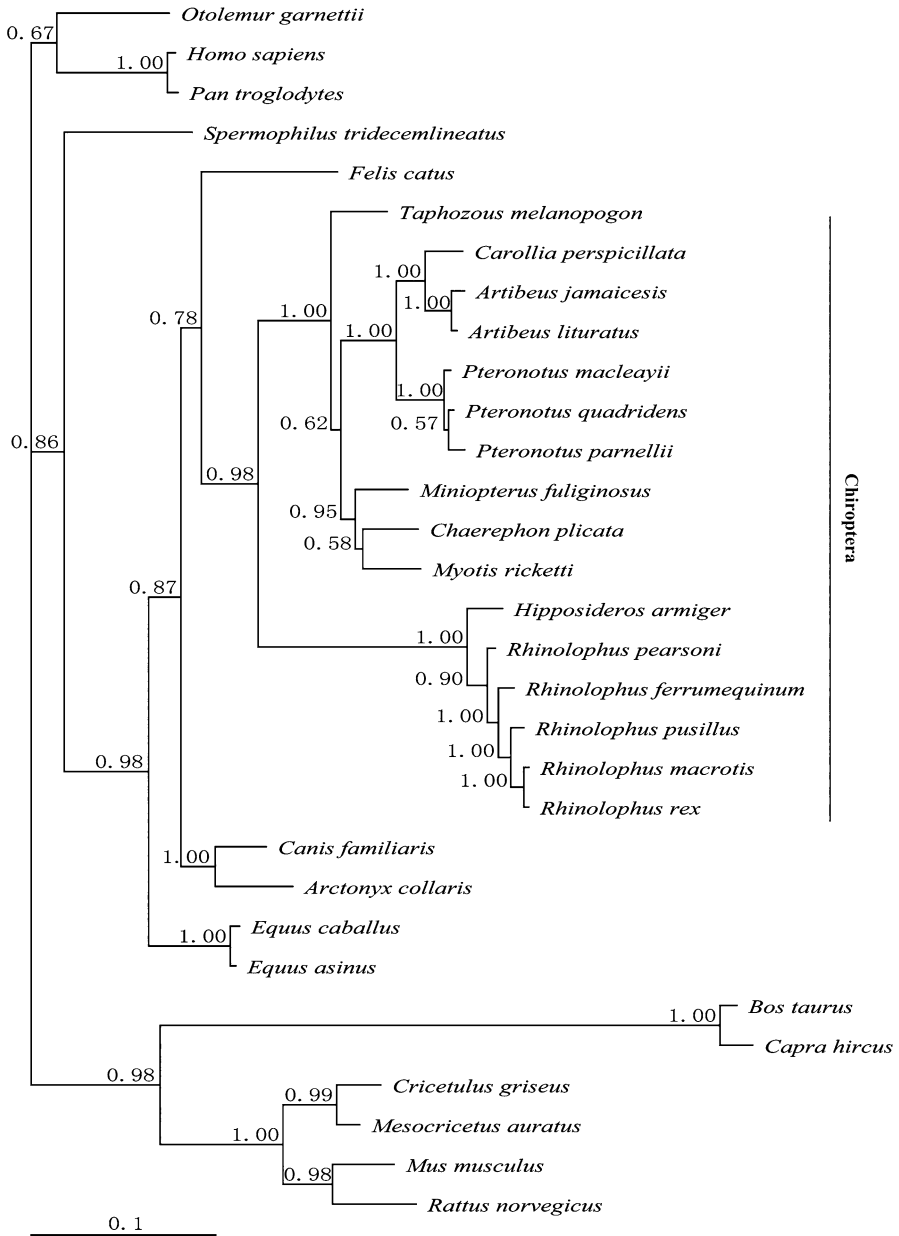 Otolemur garnettii
0.67
Homo sapiens
1.00
Pan troglodytes
Spermophilus tridecemlineatus
Felis catus
Taphozous melanopogon
Carollia perspicillata
1.00
Artibeus jamaicesis
1.00
1.00
0.78
1.00
Artibeus lituratus
Pteronotus macleayii
1.00
Pteronotus quadridens
0.62
0.57
0.86
Pteronotus parnellii
0.98
Miniopterus fuliginosus
0.95
Chaerephon plicata
0.58
Myotis ricketti
Chiroptera
0.87
Hipposideros armiger
1.00
Rhinolophus pearsoni
0.90
Rhinolophus ferrumequinum
1.00
Rhinolophus pusillus
1.00
0.98
Rhinolophus macrotis
1.00
Rhinolophus rex
Canis familiaris
1.00
Arctonyx collaris
Equus caballus
1.00
Equus asinus
Bos taurus
1.00
Capra hircus
0.98
Cricetulus griseus
0.99
Mesocricetus auratus
1.00
Mus musculus
0.98
Rattus norvegicus
0.1